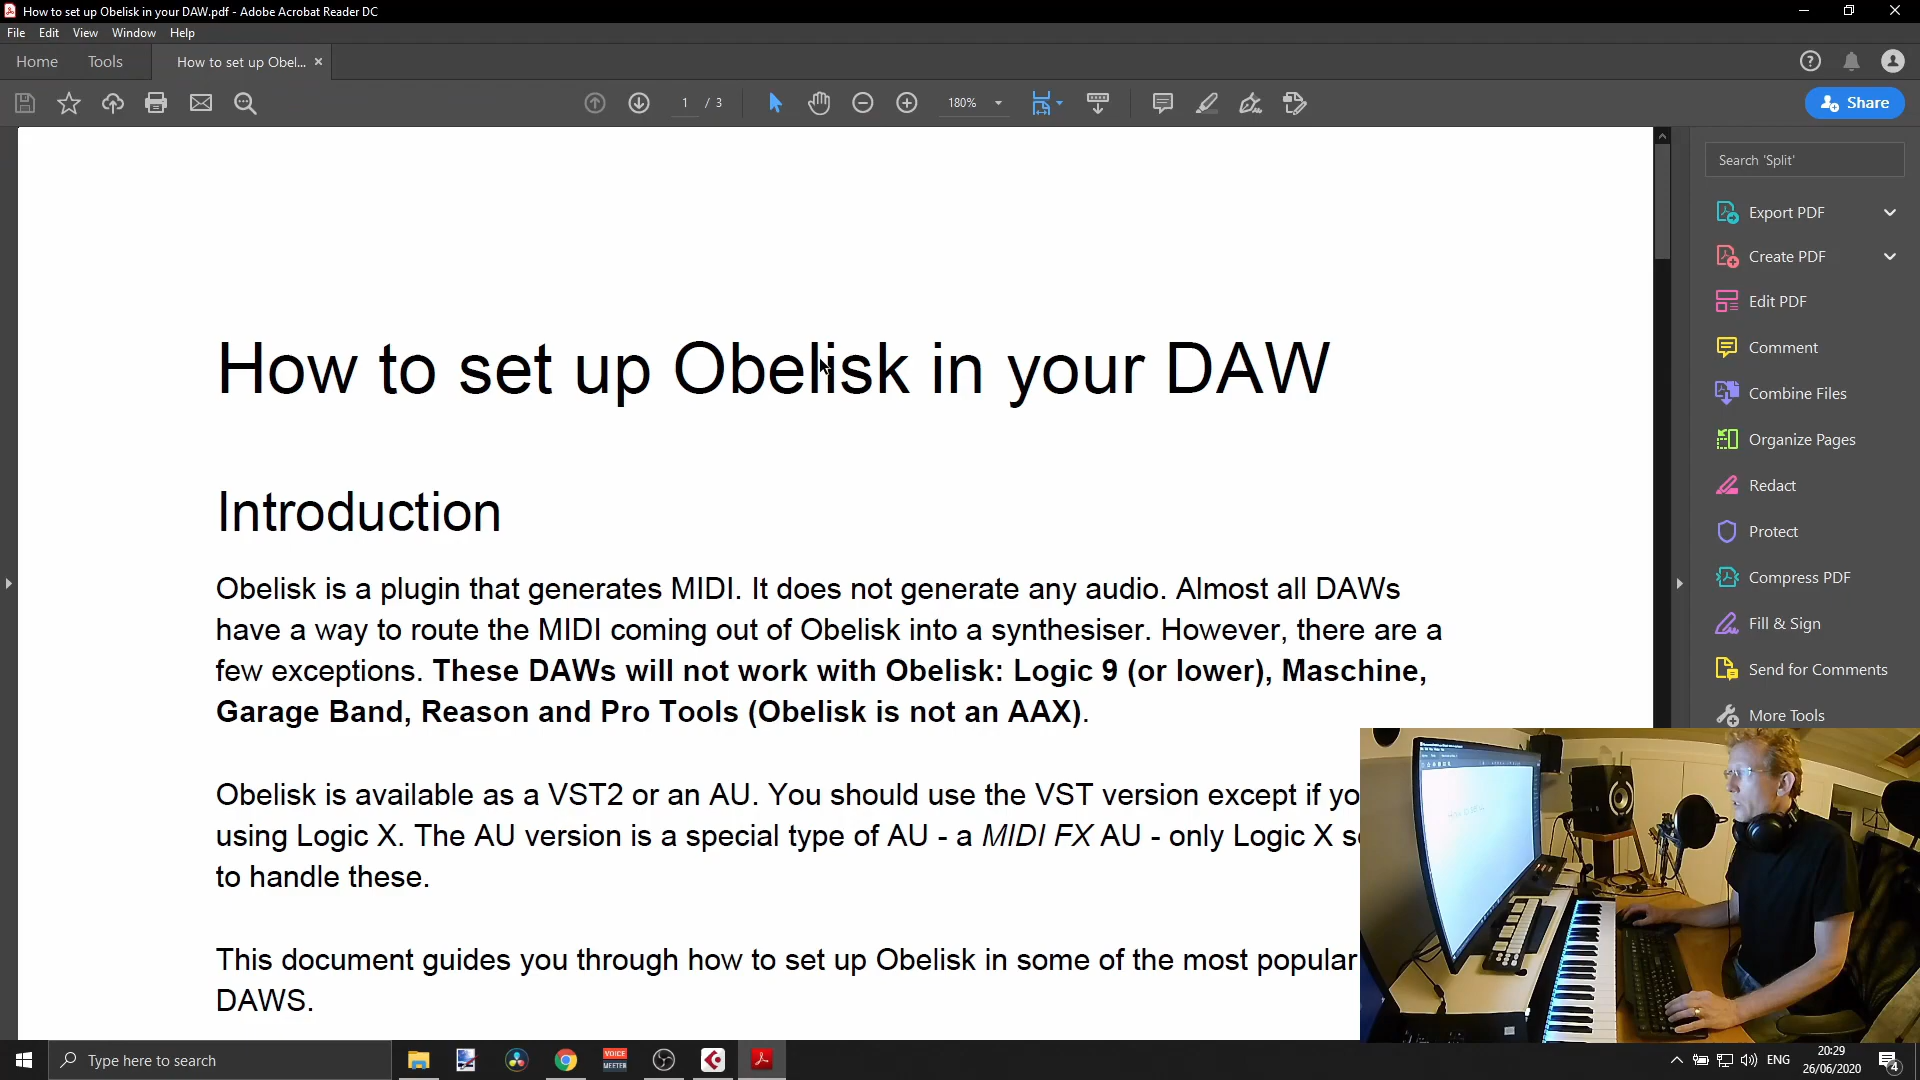 How to set up Obelisk in your DAW.pdf - Adobe Acrobat Reader DC
File Edit View Window Help
Home Tools How to set up Obel... ×
1 / 3 180% Share
Search 'Split'
Export PDF
Create PDF
Edit PDF
Comment
Combine Files
Organize Pages
Redact
Protect
Compress PDF
Fill & Sign
Send for Comments
More Tools
How to set up Obelisk in your DAW
Introduction
Obelisk is a plugin that generates MIDI. It does not generate any audio. Almost all DAWs
have a way to route the MIDI coming out of Obelisk into a synthesiser. However, there are a
few exceptions. These DAWs will not work with Obelisk: Logic 9 (or lower), Maschine,
Garage Band, Reason and Pro Tools (Obelisk is not an AAX).
Obelisk is available as a VST2 or an AU. You should use the VST version except if yo
using Logic X. The AU version is a special type of AU - a MIDI FX AU - only Logic X s
to handle these.
This document guides you through how to set up Obelisk in some of the most popular
DAWS.
Type here to search
VOICE
MEETER
ENG
20:29
26/06/2020
4